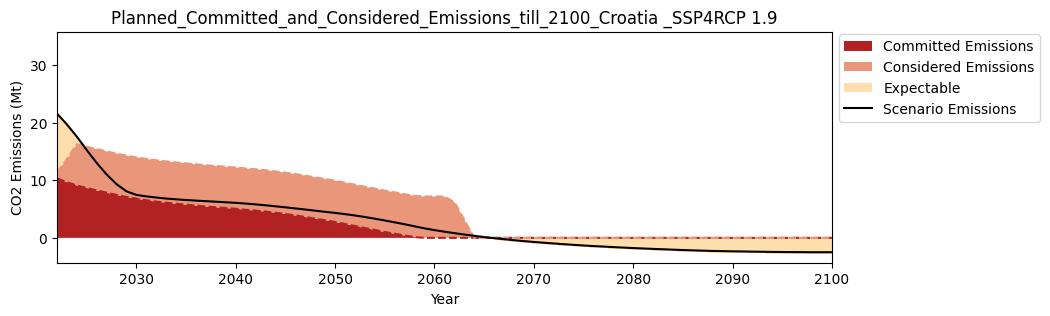 Planned_Committed_and_Considered_Emissions_till_2100_Croatia _SSP4RCP 1.9
Committed Emissions
Considered Emissions
Expectable
Scenario Emissions
CO2 Emissions (Mt)
30
20
10
0
2030 2040 2050 2060 2070 2080 2090 2100
Year